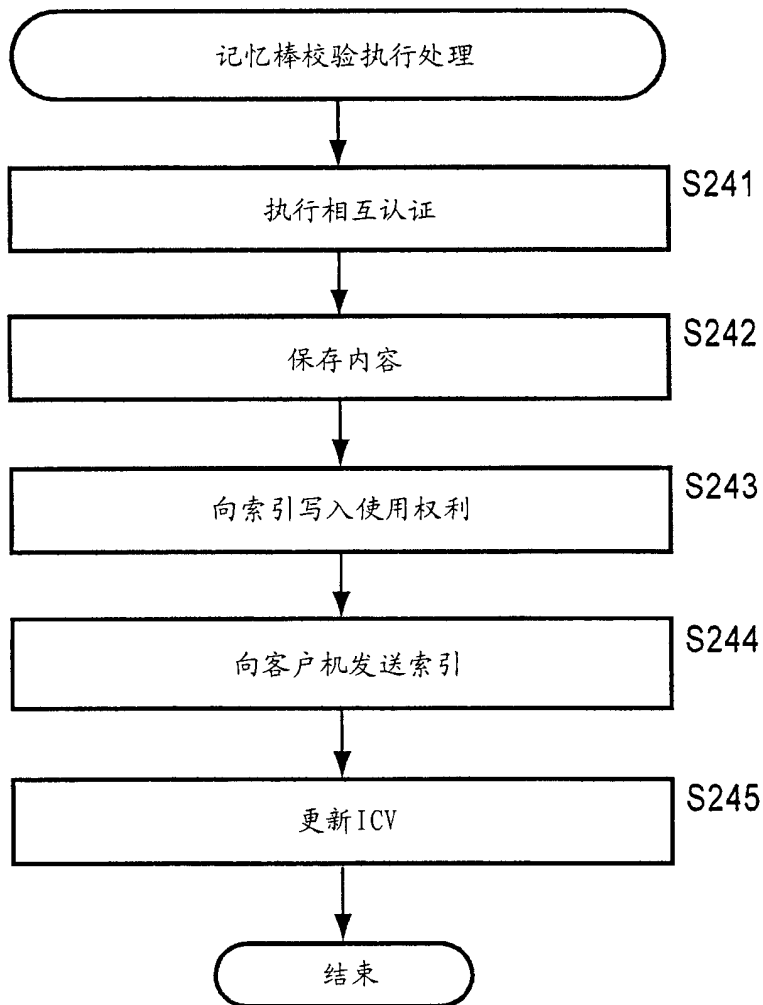 记忆棒校验执行处理
执行相互认证
S241
保存内容
S242
向索引写入使用权利
S243
向客户机发送索引
S244
更新ICV
S245
结束